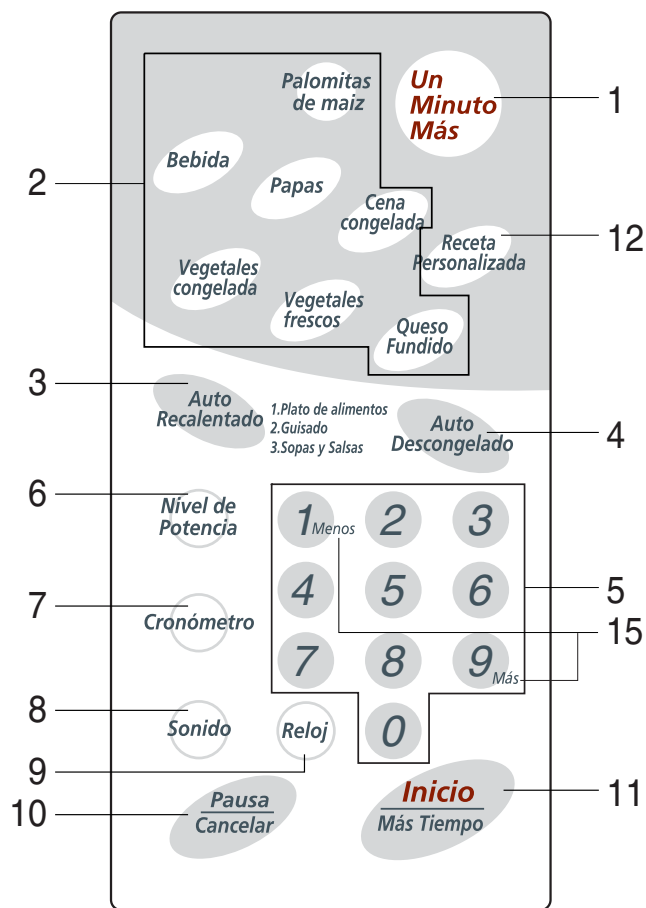 Palomitas
de maiz
Un
Minuto
Más
1
Bebida
2
Papas
Cena
congelada
Receta
Personalizada
12
Vegetales
congelada
Vegetales
frescos
Queso
Fundido
3
Auto
Recalentado
1.Plato de alimentos
2.Guisado
3.Sopas y Salsas
Auto
Descongelado
4
6
Nivel de
Potencia
1 Menos
2
3
7
Cronómetro
4
5
6
5
15
7
8
9 Más
8
Sonido
Reloj
0
9
10
Pausa
Cancelar
Inicio
Más Tiempo
11